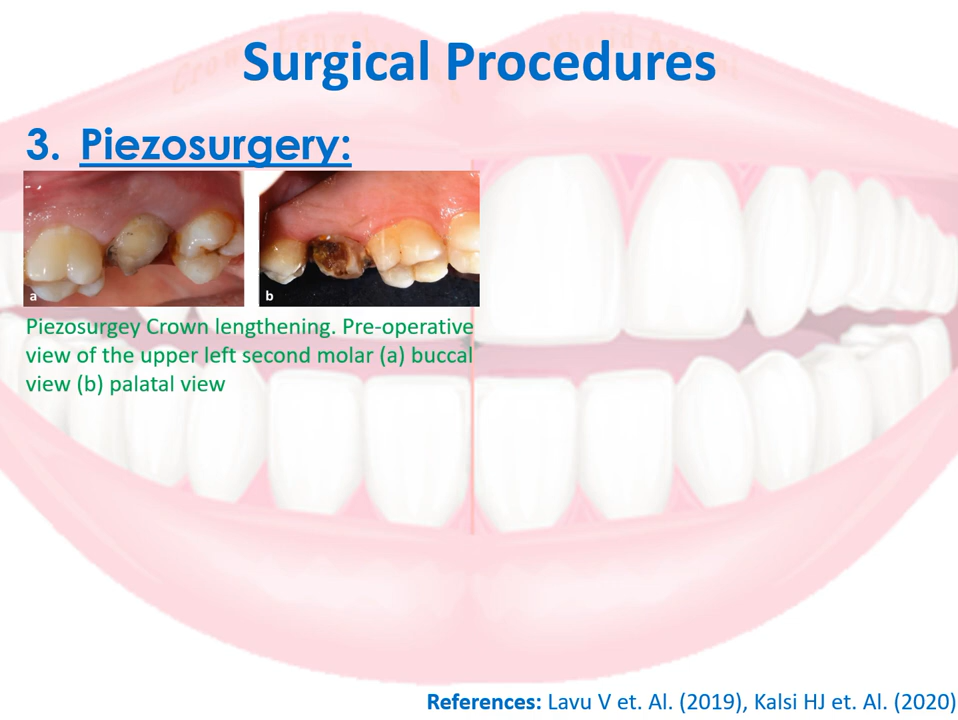 Surgical Procedures
3. Piezosurgery:
a
b
Piezosurgey Crown lengthening. Pre-operative
view of the upper left second molar (a) buccal
view (b) palatal view
References: Lavu V et. Al. (2019), Kalsi HJ et. Al. (2020)